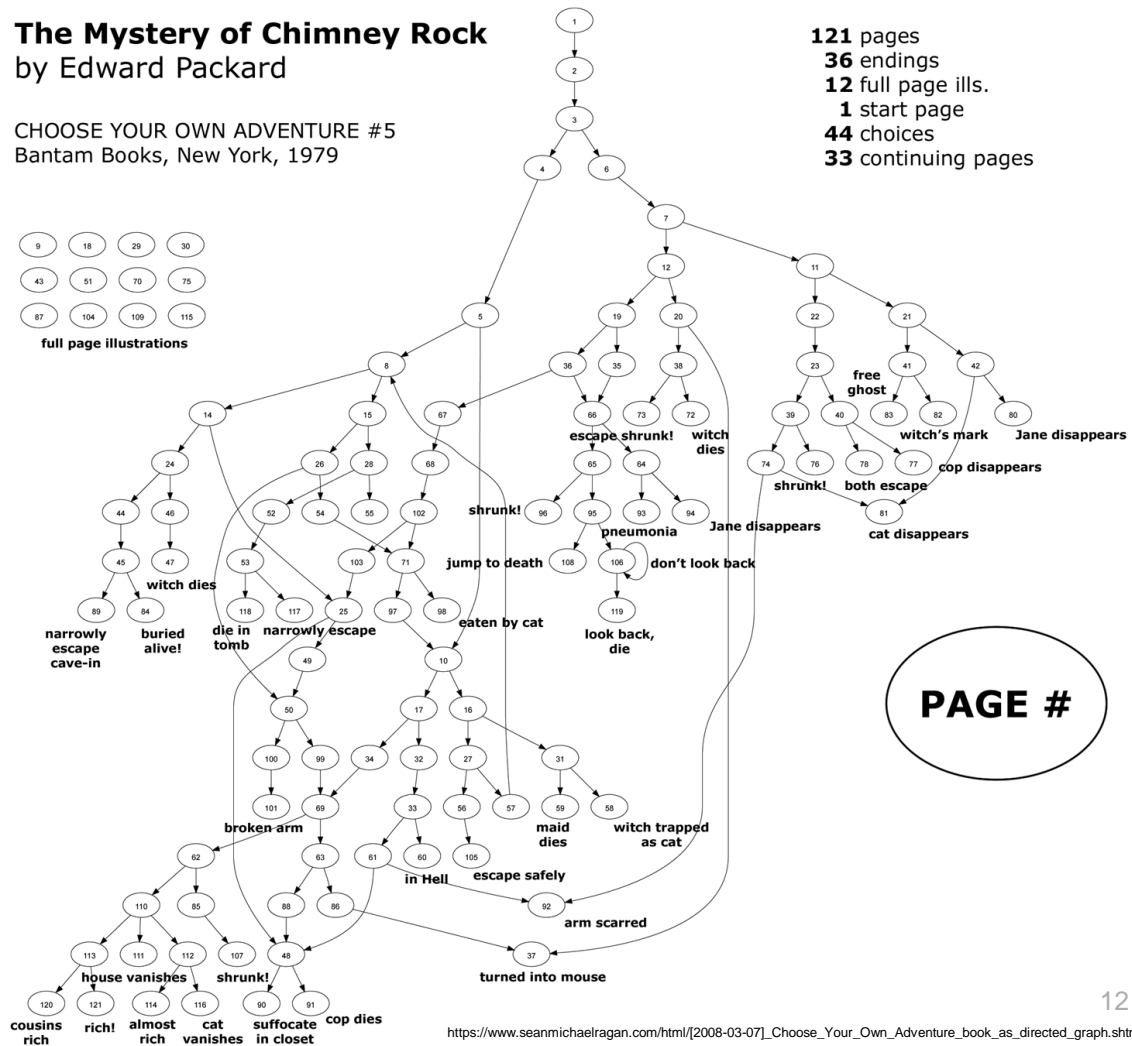 The Mystery of Chimney Rock
by Edward Packard
CHOOSE YOUR OWN ADVENTURE #5
Bantam Books, New York, 1979
121 pages
36 endings
12 full page ills.
1 start page
44 choices
33 continuing pages
1
2
3
4 6
7
9 18 29 30
12 11
43 51 70 75
87 104 109 115
5 19 20 22 21
full page illustrations
8 36 35 38 23 41 42
free
ghost
14 15 67 66 73 72 39 40 83 82 80
escape shrunk! witch
dies
witch's mark Jane disappears
24 26 28 68 65 64 74 76 78 77
cop disappears
shrunk! both escape
44 46 52 54 55 102 96 95 93 94 81
shrunk!
pneumonia Jane disappears
cat disappears
45 47 53 103 71 108 106
jump to death don't look back
witch dies
89 84 118 117 25 97 98 119
narrowly
escape
cave-in
buried
alive!
die in
tomb
narrowly escape
eaten by cat
look back,
die
49 10
50 17 16
PAGE #
100 99 34 32 27 31
101 69 33 56 57 59 58
broken arm
maid
dies
witch trapped
as cat
62 63 61 60 105
in Hell
escape safely
110 85 88 86 92
arm scarred
113 111 112 107 48 37
house vanishes shrunk! turned into mouse
120 121 114 116 90 91
cousins
rich
rich!
almost
rich
cat
vanishes
suffocate
in closet
cop dies
12
https://www.seanmichaelragan.com/html/[2008-03-07]_Choose_Your_Own_Adventure_book_as_directed_graph.shtm